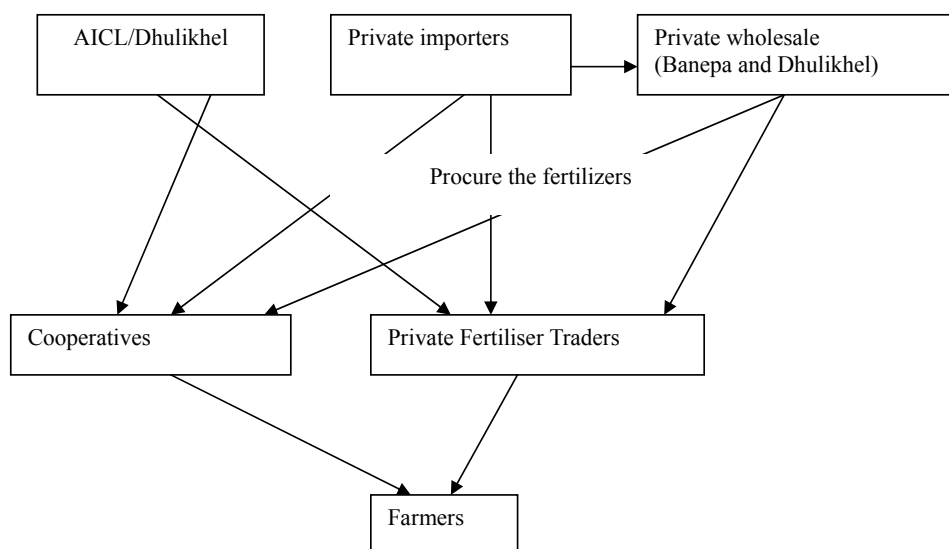 AICL/Dhulikhel
Private importers
Private wholesale
(Banepa and Dhulikhel)
Procure the fertilizers
Cooperatives
Private Fertiliser Traders
Farmers